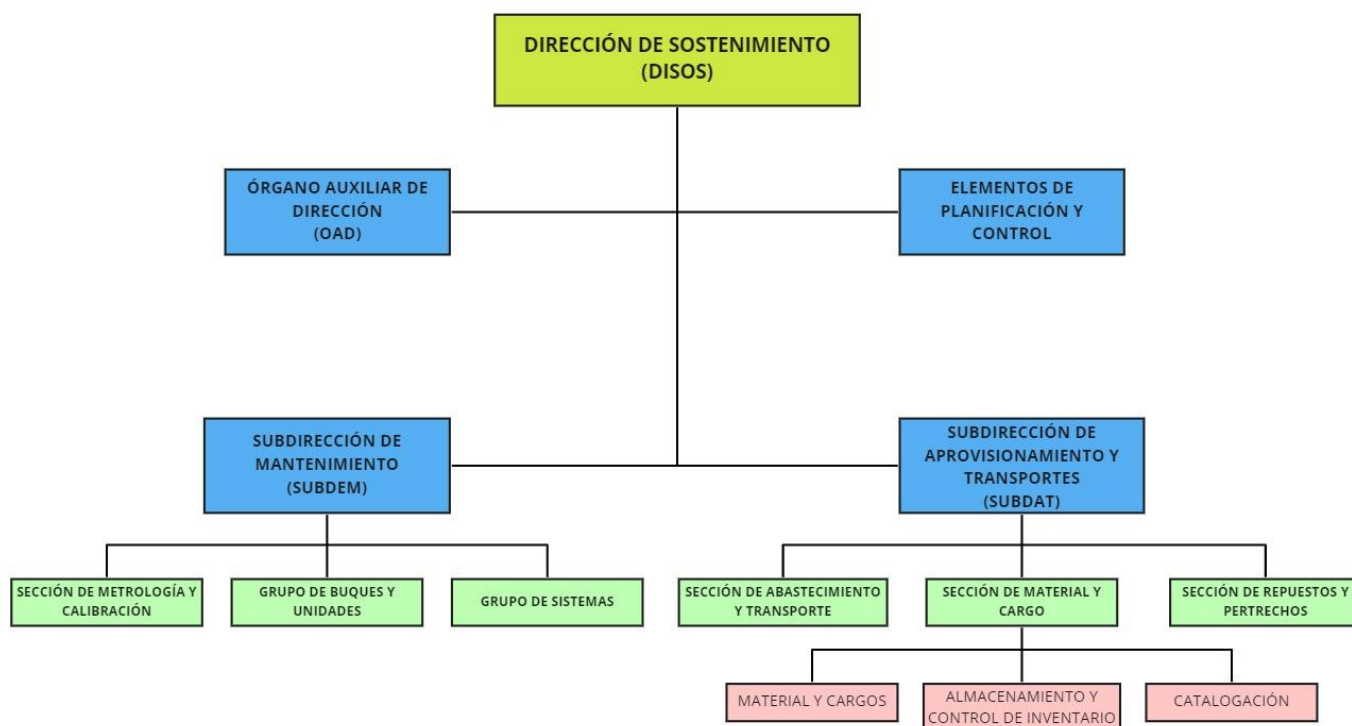 DIRECCIÓN DE SOSTENIMIENTO
(DISOS)
ÓRGANO AUXILIAR DE
DIRECCIÓN
(OAD)
ELEMENTOS DE
PLANIFICACIÓN Y
CONTROL
SUBDIRECCIÓN DE
MANTENIMIENTO
(SUBDEM)
SUBDIRECCIÓN DE
APROVISIONAMIENTO Y
TRANSPORTES
(SUBDAT)
SECCIÓN DE METROLOGÍA Y
CALIBRACIÓN
GRUPO DE BUQUES Y
UNIDADES
GRUPO DE SISTEMAS
SECCIÓN DE ABASTECIMIENTO
Y TRANSPORTE
SECCIÓN DE MATERIAL Y
CARGO
SECCIÓN DE REPUESTOS Y
PERTRECHOS
MATERIAL Y CARGOS
ALMACENAMIENTO Y
CONTROL DE INVENTARIO
CATALOGACIÓN